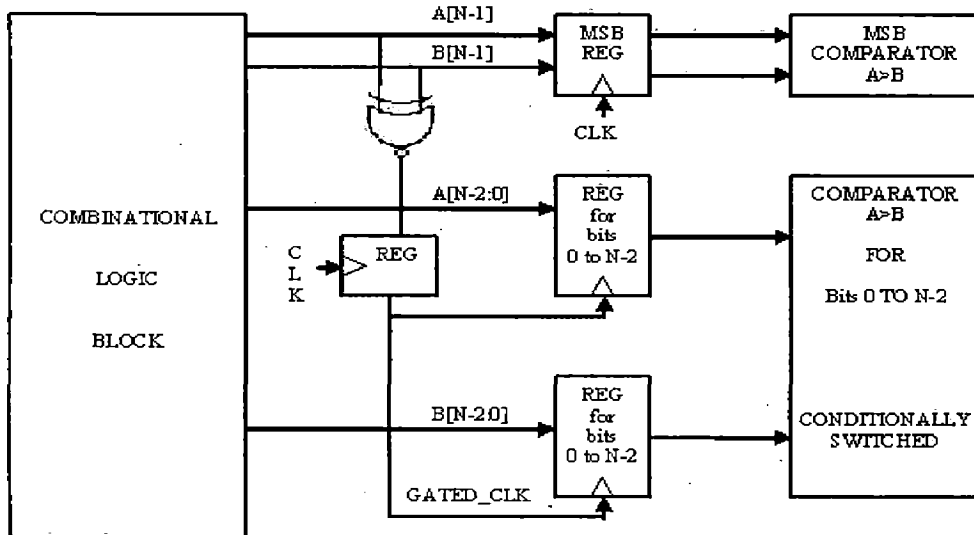 COMBINATIONAL
LOGIC
BLOCK
A[N-1]
B[N-1]
MSB
REG
CLK
MSB
COMPARATOR
A>B
A[N-2:0]
C
L
K
REG
REG
for
bits
0 to N-2
COMPARATOR
A>B
FOR
Bits 0 TO N-2
CONDITIONALLY
SWITCHED
B[N-2:0]
REG
for
bits
0 to N-2
GATED_CLK